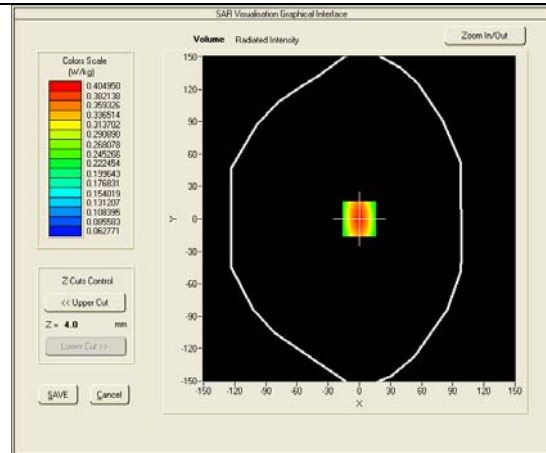 SAR Visualisation Graphical Interface
Volume Radiated Intensity
Zoom In/Out
Colors Scale
(W/kg)
0.404950
0.382138
0.359326
0.336514
0.313702
0.290890
0.268078
0.245266
0.222454
0.199643
0.176831
0.154019
0.131207
0.108395
0.085583
0.062771
Z Cuts Control
<< Upper Cut
Z = 4.0 mm
Lower Cut >>
SAVE Cancel
150-
120-
90-
60-
30-
0-
-30-
-60-
-90-
-120-
-150-
Y
-150 -120 -90 -60 -30 0 30 60 90 120 150
X